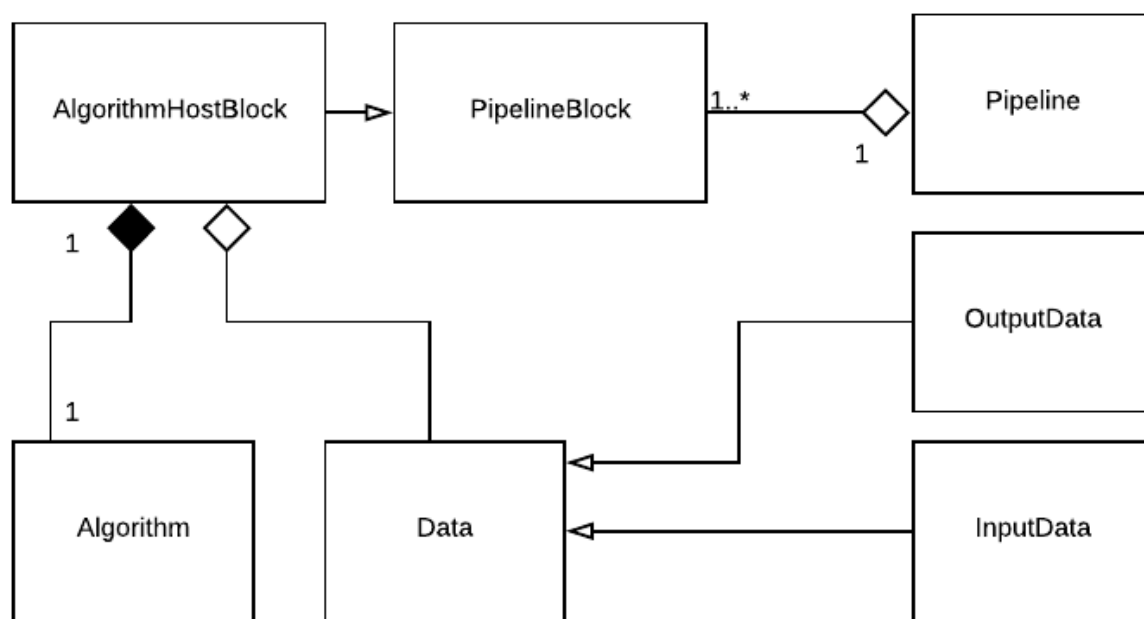 AlgorithmHostBlock
PipelineBlock
1..*
1
Pipeline
1
OutputData
1
Algorithm
Data
InputData